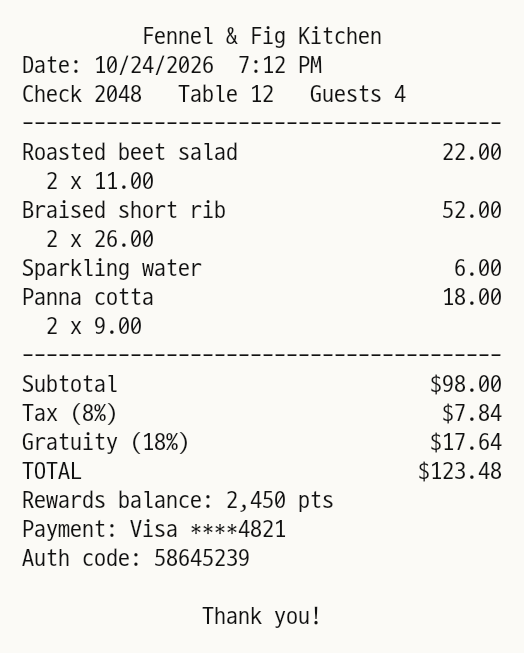 Fennel & Fig Kitchen
Date: 10/24/2026  7:12 PM
Check 2048   Table 12   Guests 4
----------------------------------------
Roasted beet salad                 22.00
  2 x 11.00
Braised short rib                  52.00
  2 x 26.00
Sparkling water                     6.00
Panna cotta                        18.00
  2 x 9.00
----------------------------------------
Subtotal                          $98.00
Tax (8%)                           $7.84
Gratuity (18%)                    $17.64
TOTAL                            $123.48
Rewards balance: 2,450 pts
Payment: Visa ****4821
Auth code: 58645239
Thank you!